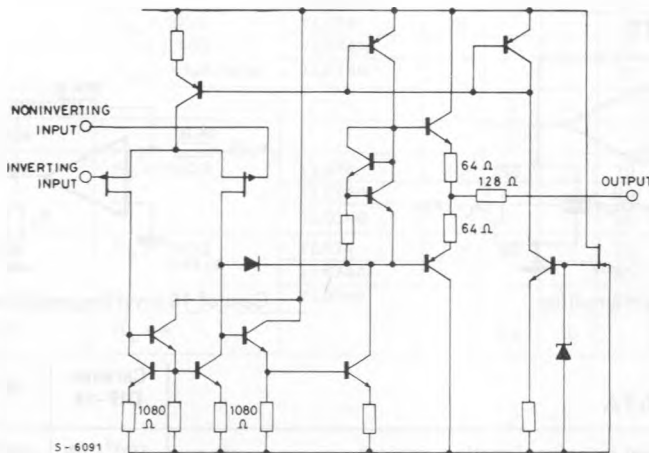 NONINVERTING
INPUT
INVERTING
INPUT
64 Ω
128 Ω
OUTPUT
64 Ω
1080
Ω
1080
Ω
S-6091